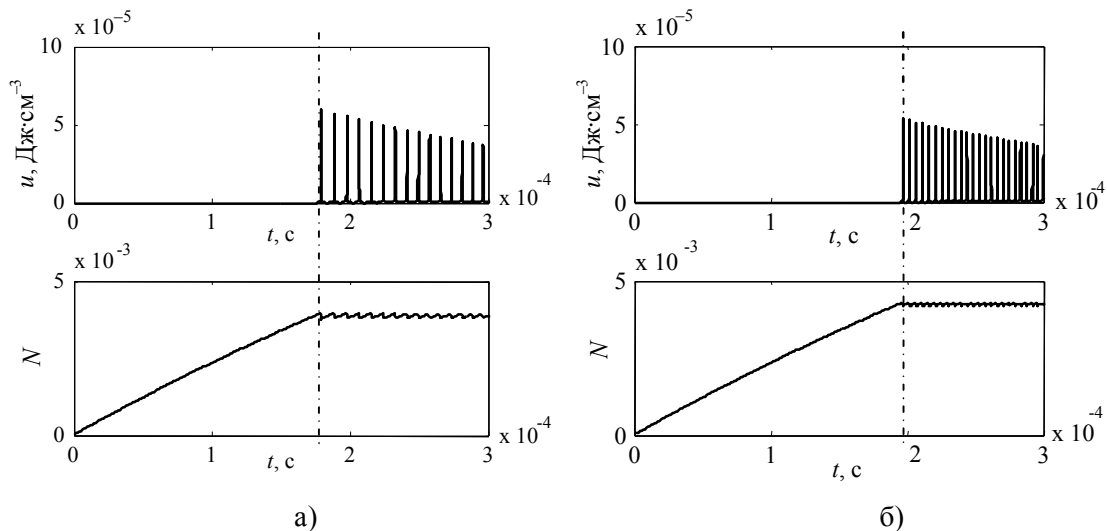 x 10⁻⁵
10
5
0
u, Дж·см⁻³
0 1 2 3
x 10⁻⁴
t, с
x 10⁻³
5
0
N
0 1 2 3
x 10⁻⁴
t, с
а)
x 10⁻⁵
10
5
0
u, Дж·см⁻³
0 1 2 3
x 10⁻⁴
t, с
x 10⁻³
5
0
N
0 1 2 3
x 10⁻⁴
t, с
б)